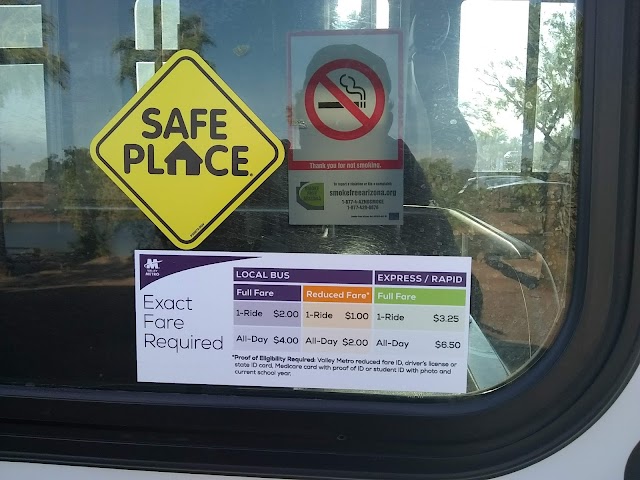 SAFE
PLACE.
Thank you for not smoking.
smokefreearizona.org
VALLEY
METRO
Exact
Fare
Required
LOCAL BUS
EXPRESS / RAPID
Full Fare
Reduced Fare*
Full Fare
1-Ride $2.00
1-Ride $1.00
1-Ride $3.25
All-Day $4.00
All-Day $2.00
All-Day $6.50
*Proof of Eligibility Required: Valley Metro reduced fare ID, driver's license or
state ID card, Medicare card with proof of ID or student ID with photo and
current school year.